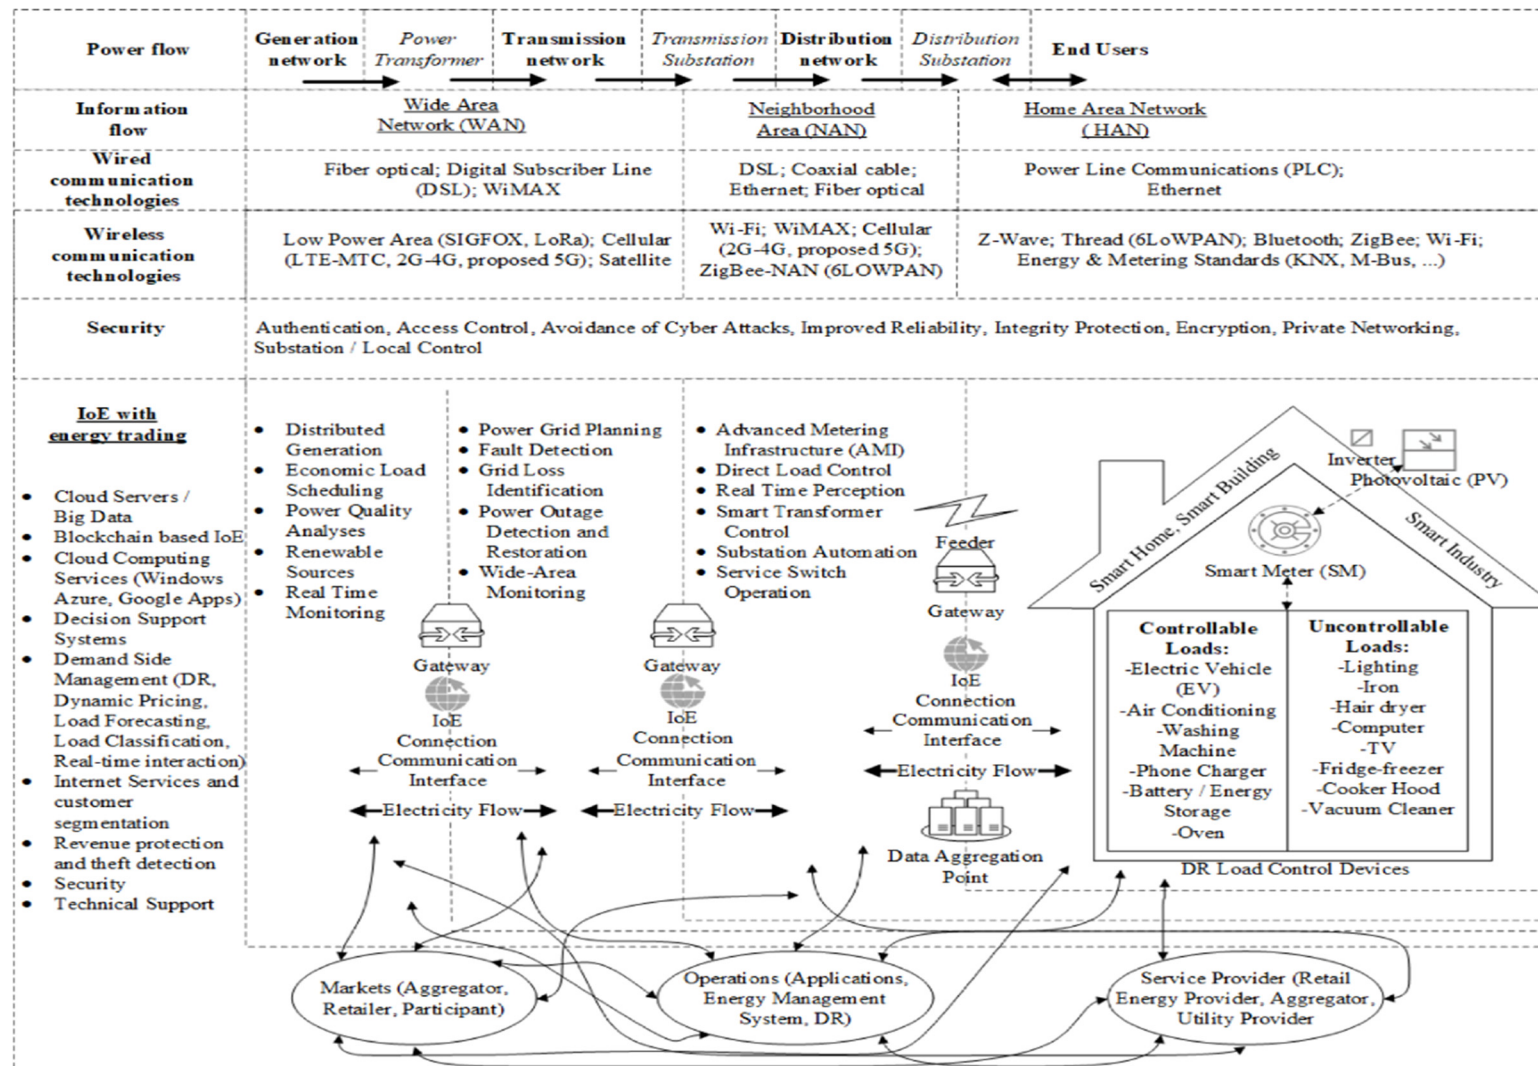 Power flow
Generation
network
Power
Transformer
Transmission
network
Transmission
Substation
Distribution
network
Distribution
Substation
End Users
Information
flow
Wide Area
Network (WAN)
Neighborhood
Area (NAN)
Home Area Network
( HAN)
Wired
communication
technologies
Fiber optical; Digital Subscriber Line
(DSL); WiMAX
DSL; Coaxial cable;
Ethernet; Fiber optical
Power Line Communications (PLC);
Ethernet
Wireless
communication
technologies
Low Power Area (SIGFOX, LoRa); Cellular
(LTE-MTC, 2G-4G, proposed 5G); Satellite
Wi-Fi; WiMAX; Cellular
(2G-4G, proposed 5G);
ZigBee-NAN (6LOWPAN)
Z-Wave; Thread (6LoWPAN); Bluetooth; ZigBee; Wi-Fi;
Energy & Metering Standards (KNX, M-Bus, ...)
Security
Authentication, Access Control, Avoidance of Cyber Attacks, Improved Reliability, Integrity Protection, Encryption, Private Networking,
Substation / Local Control
IoE with
energy trading
• Cloud Servers /
Big Data
• Blockchain based IoE
• Cloud Computing
Services (Windows
Azure, Google Apps)
• Decision Support
Systems
• Demand Side
Management (DR,
Dynamic Pricing,
Load Forecasting,
Load Classification,
Real-time interaction)
• Internet Services and
customer
segmentation
• Revenue protection
and theft detection
• Security
• Technical Support
• Distributed
Generation
• Economic Load
Scheduling
• Power Quality
Analyses
• Renewable
Sources
• Real Time
Monitoring
• Power Grid Planning
• Fault Detection
• Grid Loss
Identification
• Power Outage
Detection and
Restoration
• Wide-Area
Monitoring
• Advanced Metering
Infrastructure (AMI)
• Direct Load Control
• Real Time Perception
• Smart Transformer
Control
• Substation Automation
• Service Switch
Operation
Gateway
IoE
Connection
Communication
Interface
Electricity Flow
Gateway
IoE
Connection
Communication
Interface
Electricity Flow
Feeder
Gateway
IoE
Connection
Communication
Interface
Electricity Flow
Data Aggregation
Point
Smart Home, Smart Building
Smart Industry
Inverter
Photovoltaic (PV)
Smart Meter (SM)
Controllable
Loads:
-Electric Vehicle
(EV)
-Air Conditioning
-Washing
Machine
-Phone Charger
-Battery / Energy
Storage
-Oven
Uncontrollable
Loads:
-Lighting
-Iron
-Hair dryer
-Computer
-TV
-Fridge-freezer
-Cooker Hood
-Vacuum Cleaner
DR Load Control Devices
Markets (Aggregator,
Retailer, Participant)
Operations (Applications,
Energy Management
System, DR)
Service Provider (Retail
Energy Provider, Aggregator,
Utility Provider